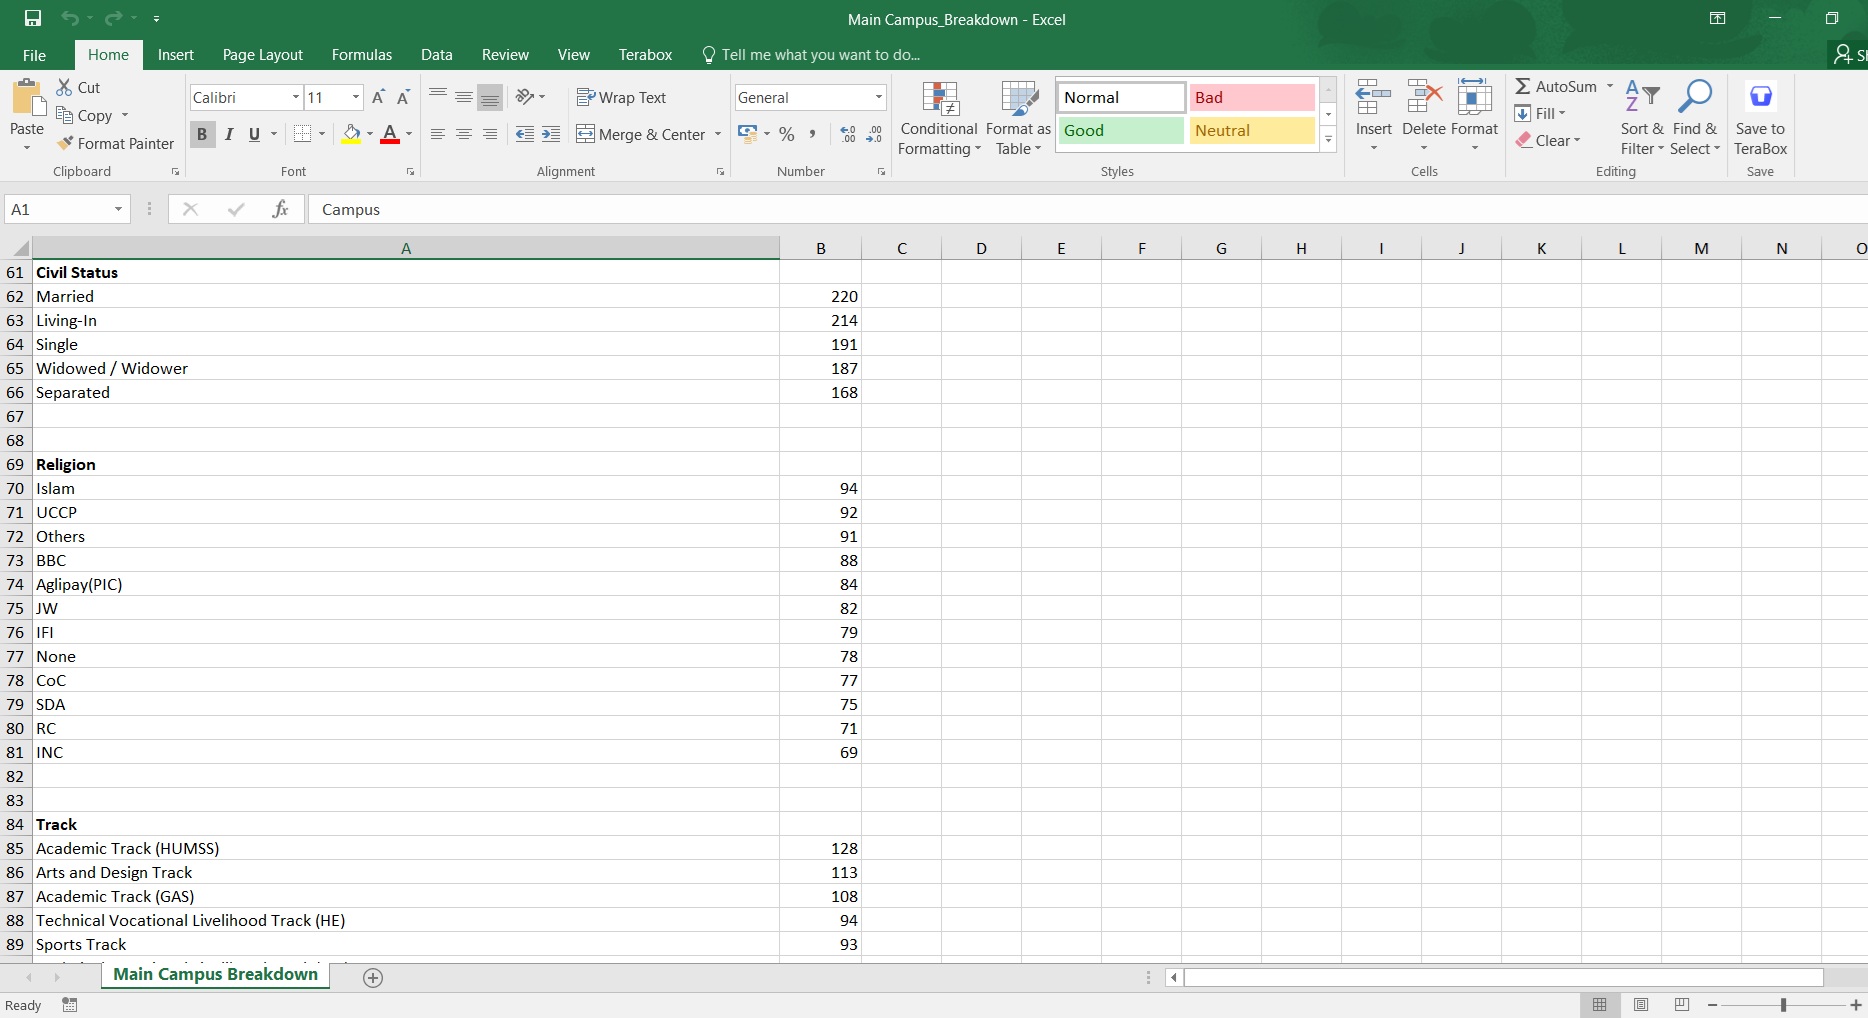 Main Campus_Breakdown - Excel
File Home Insert Page Layout Formulas Data Review View Terabox Tell me what you want to do...
Cut
Copy
Format Painter
Paste
Clipboard
Calibri 11
B I U
Font
Wrap Text
Merge & Center
Alignment
General
%
Number
Conditional Formatting
Format as Table
Normal Bad
Good Neutral
Styles
Insert Delete Format
Cells
AutoSum
Fill
Clear
Sort & Filter
Find & Select
Editing
Save to TeraBox
Save
A1 fx Campus
A B C D E F G H I J K L M N O
61 Civil Status
62 Married 220
63 Living-In 214
64 Single 191
65 Widowed / Widower 187
66 Separated 168
67
68
69 Religion
70 Islam 94
71 UCCP 92
72 Others 91
73 BBC 88
74 Aglipay(PIC) 84
75 JW 82
76 IFI 79
77 None 78
78 CoC 77
79 SDA 75
80 RC 71
81 INC 69
82
83
84 Track
85 Academic Track (HUMSS) 128
86 Arts and Design Track 113
87 Academic Track (GAS) 108
88 Technical Vocational Livelihood Track (HE) 94
89 Sports Track 93
Main Campus Breakdown
Ready